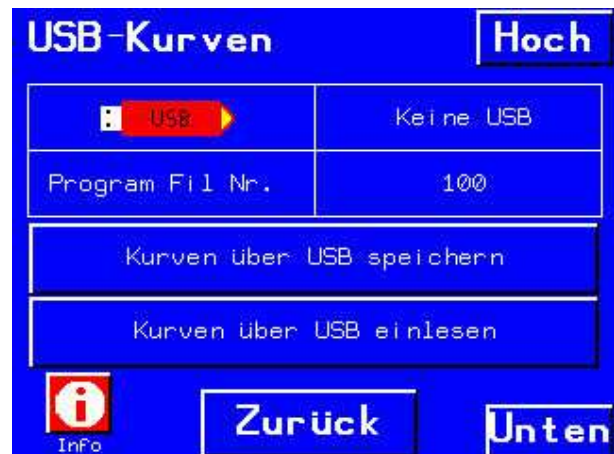 USB-Kurven
Hoch
USB
Keine USB
Program Fil Nr.
100
Kurven über USB speichern
Kurven über USB einlesen
Info
Zurück
Unten